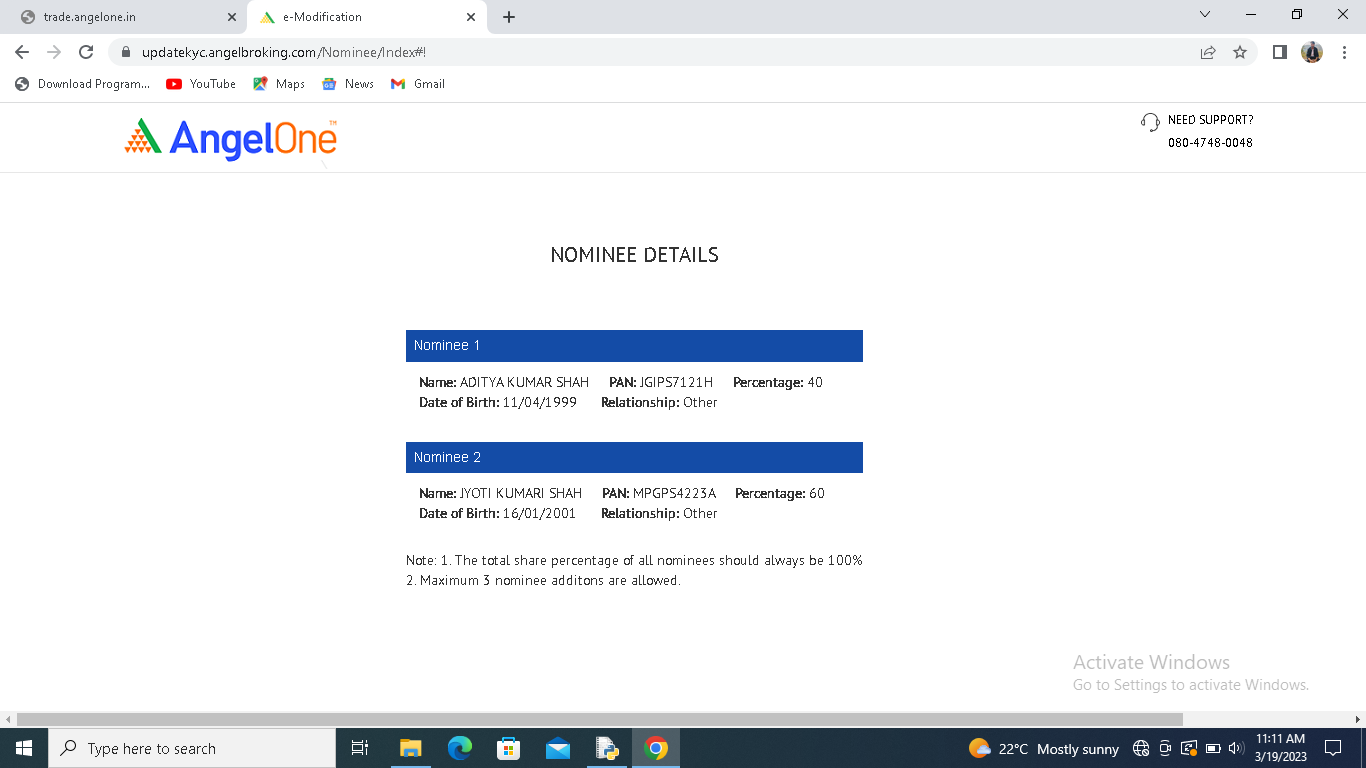 trade.angelone.in
e-Modification
updatekyc.angelbroking.com/Nominee/Index#!
Download Program... YouTube Maps News Gmail
AngelOne™
NEED SUPPORT?
080-4748-0048
NOMINEE DETAILS
Nominee 1
Name: ADITYA KUMAR SHAH PAN: JGIPS7121H Percentage: 40
Date of Birth: 11/04/1999 Relationship: Other
Nominee 2
Name: JYOTI KUMARI SHAH PAN: MPGPS4223A Percentage: 60
Date of Birth: 16/01/2001 Relationship: Other
Note: 1. The total share percentage of all nominees should always be 100%
2. Maximum 3 nominee additons are allowed.
Activate Windows
Go to Settings to activate Windows.
Type here to search
22°C Mostly sunny
11:11 AM
3/19/2023